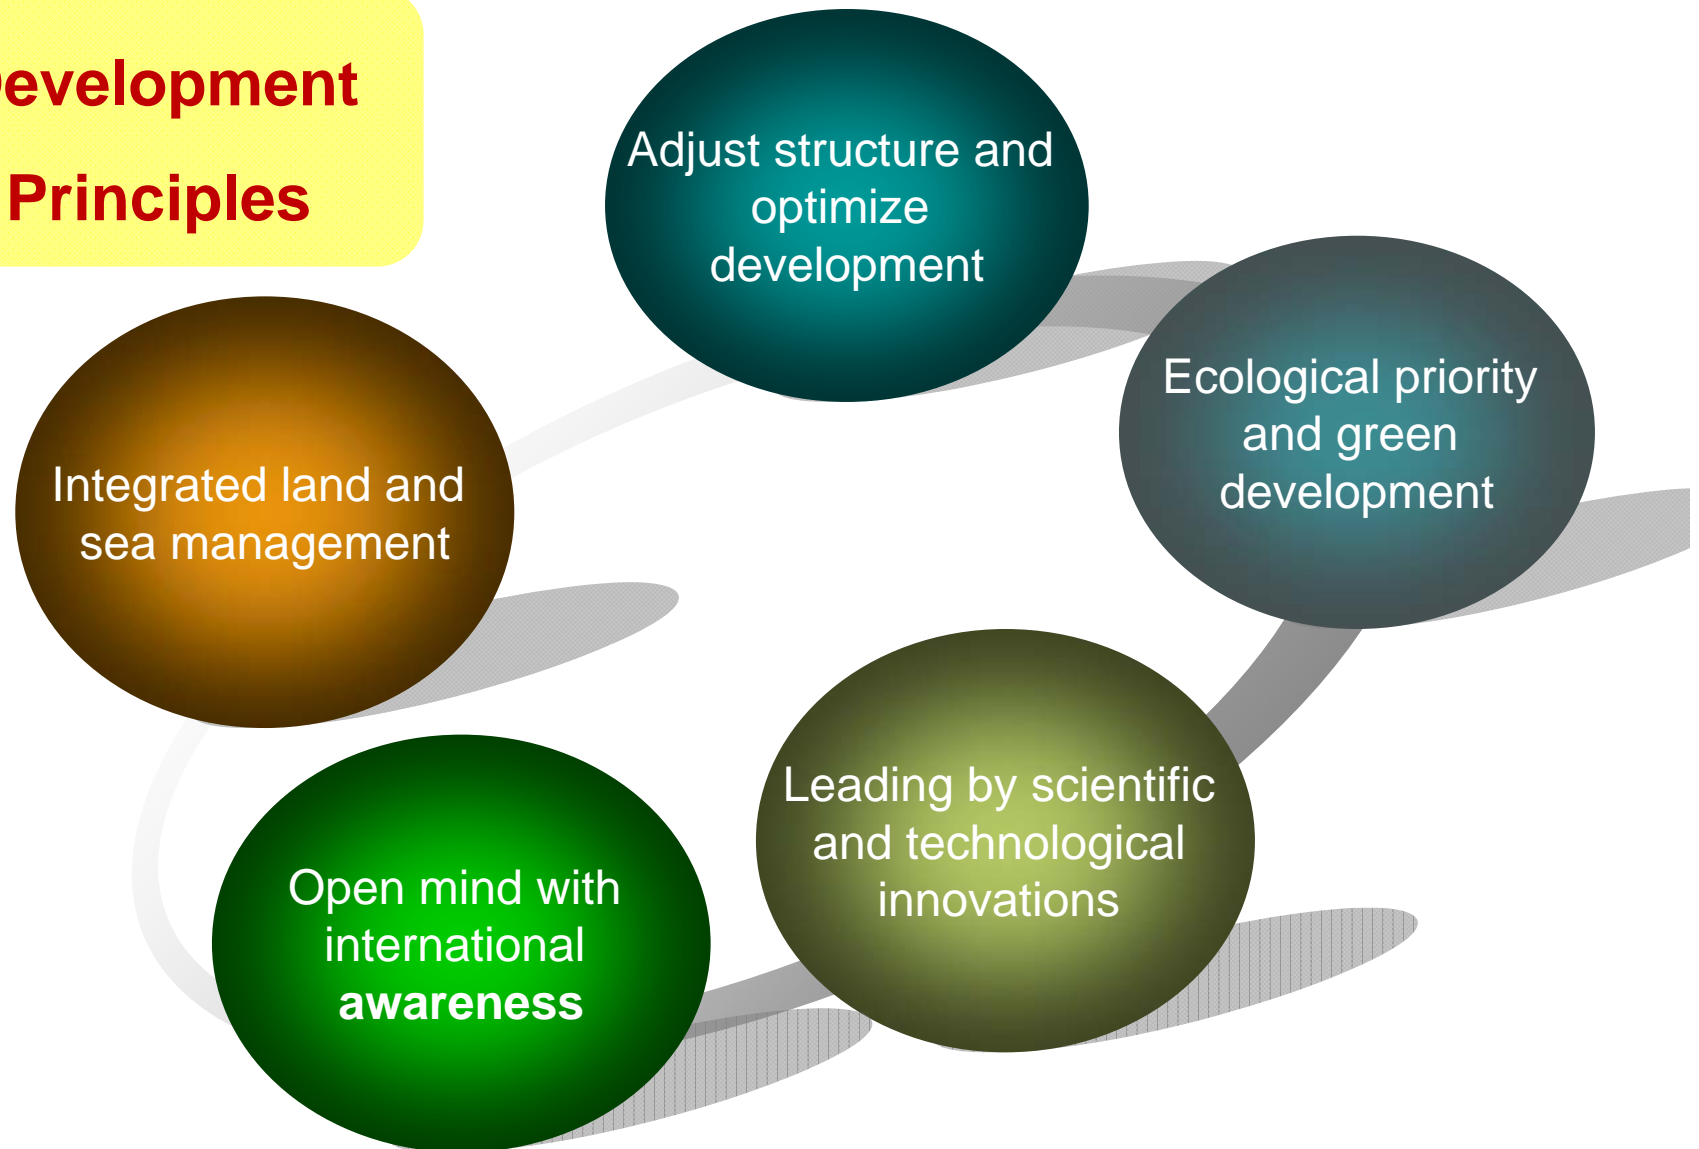 Development
Principles
Adjust structure and
optimize
development
Ecological priority
and green
development
Integrated land and
sea management
Leading by scientific
and technological
innovations
Open mind with
international
awareness